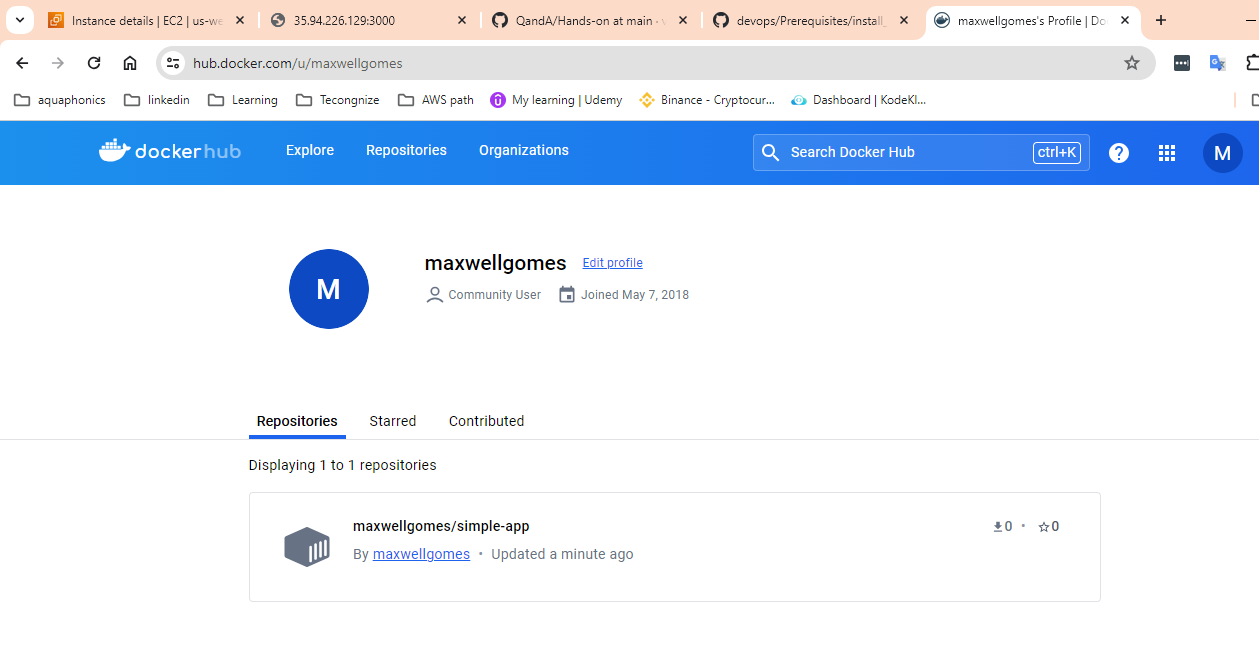 Instance details | EC2 | us-we
35.94.226.129:3000
QandA/Hands-on at main ·
devops/Prerequisites/install_
maxwellgomes's Profile | Do
hub.docker.com/u/maxwellgomes
aquaphonics
linkedin
Learning
Tecongnize
AWS path
My learning | Udemy
Binance - Cryptocur...
Dashboard | KodeKl...
dockerhub
Explore
Repositories
Organizations
Search Docker Hub
ctrl+K
?
M
M
maxwellgomes
Edit profile
Community User
Joined May 7, 2018
Repositories
Starred
Contributed
Displaying 1 to 1 repositories
maxwellgomes/simple-app
0 • 0
By maxwellgomes • Updated a minute ago